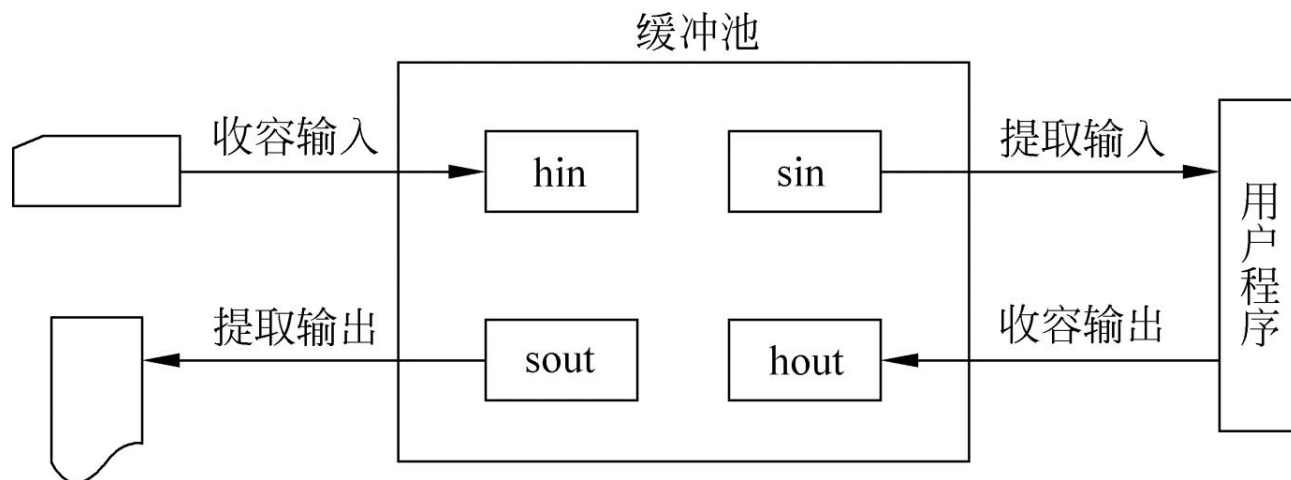 缓冲池
收容输入
hin
sin
提取输入
用户程序
提取输出
sout
hout
收容输出